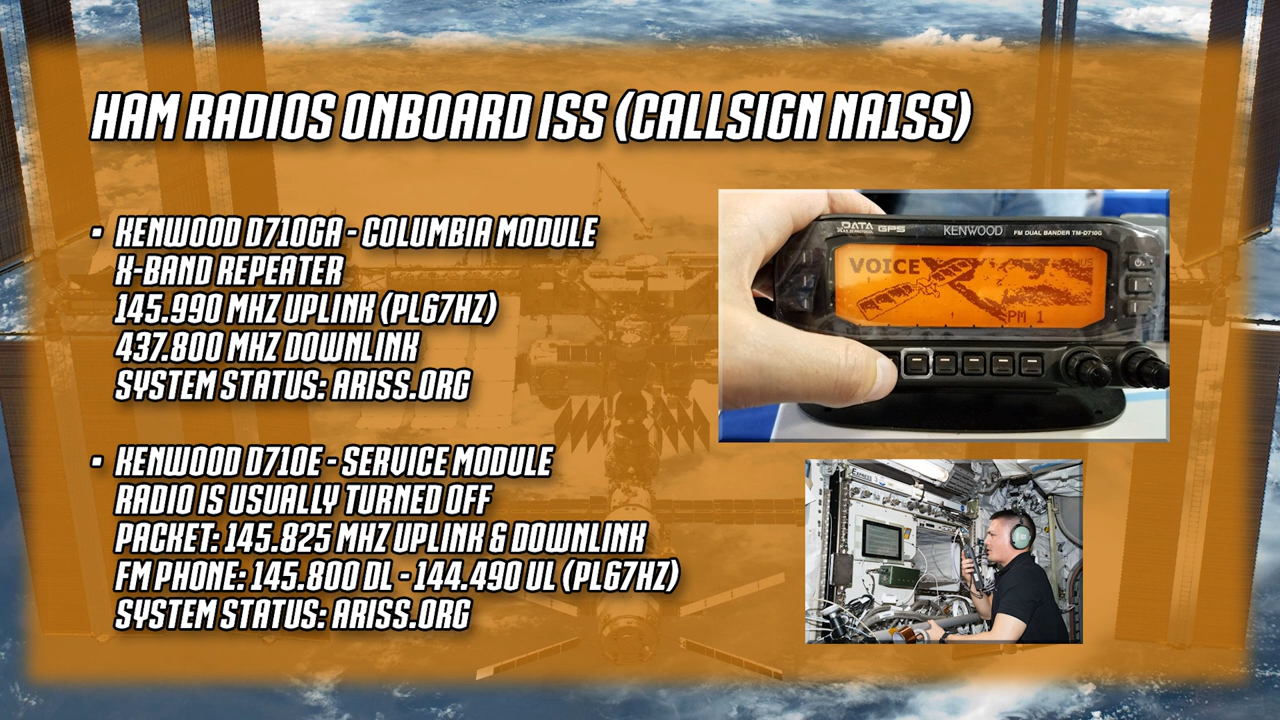 HAM RADIOS ONBOARD ISS (CALLSIGN NA1SS)
• KENWOOD D710GA - COLUMBIA MODULE
X-BAND REPEATER
145.990 MHZ UPLINK (PL67HZ)
437.800 MHZ DOWNLINK
SYSTEM STATUS: ARISS.ORG
• KENWOOD D710E - SERVICE MODULE
RADIO IS USUALLY TURNED OFF
PACKET: 145.825 MHZ UPLINK & DOWNLINK
FM PHONE: 145.800 DL - 144.490 UL (PL67HZ)
SYSTEM STATUS: ARISS.ORG
DATA GPS KENWOOD FM DUAL BANDER TM-D710G
VOICE
PM 1